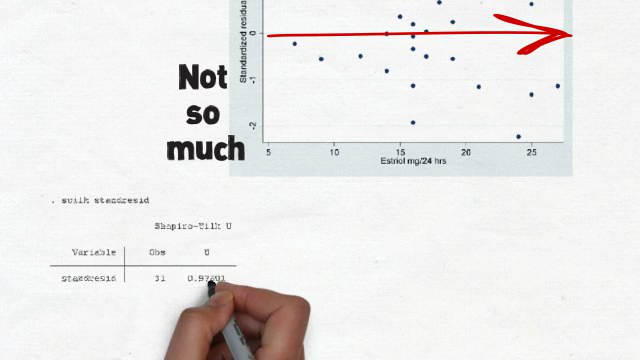 Standardized residua
0
-1
-2
5
10
15
20
25
Estriol mg/24 hrs
Not
so
much
. swilk standresid
Shapiro-Wilk W
Variable Obs W
standresid 31